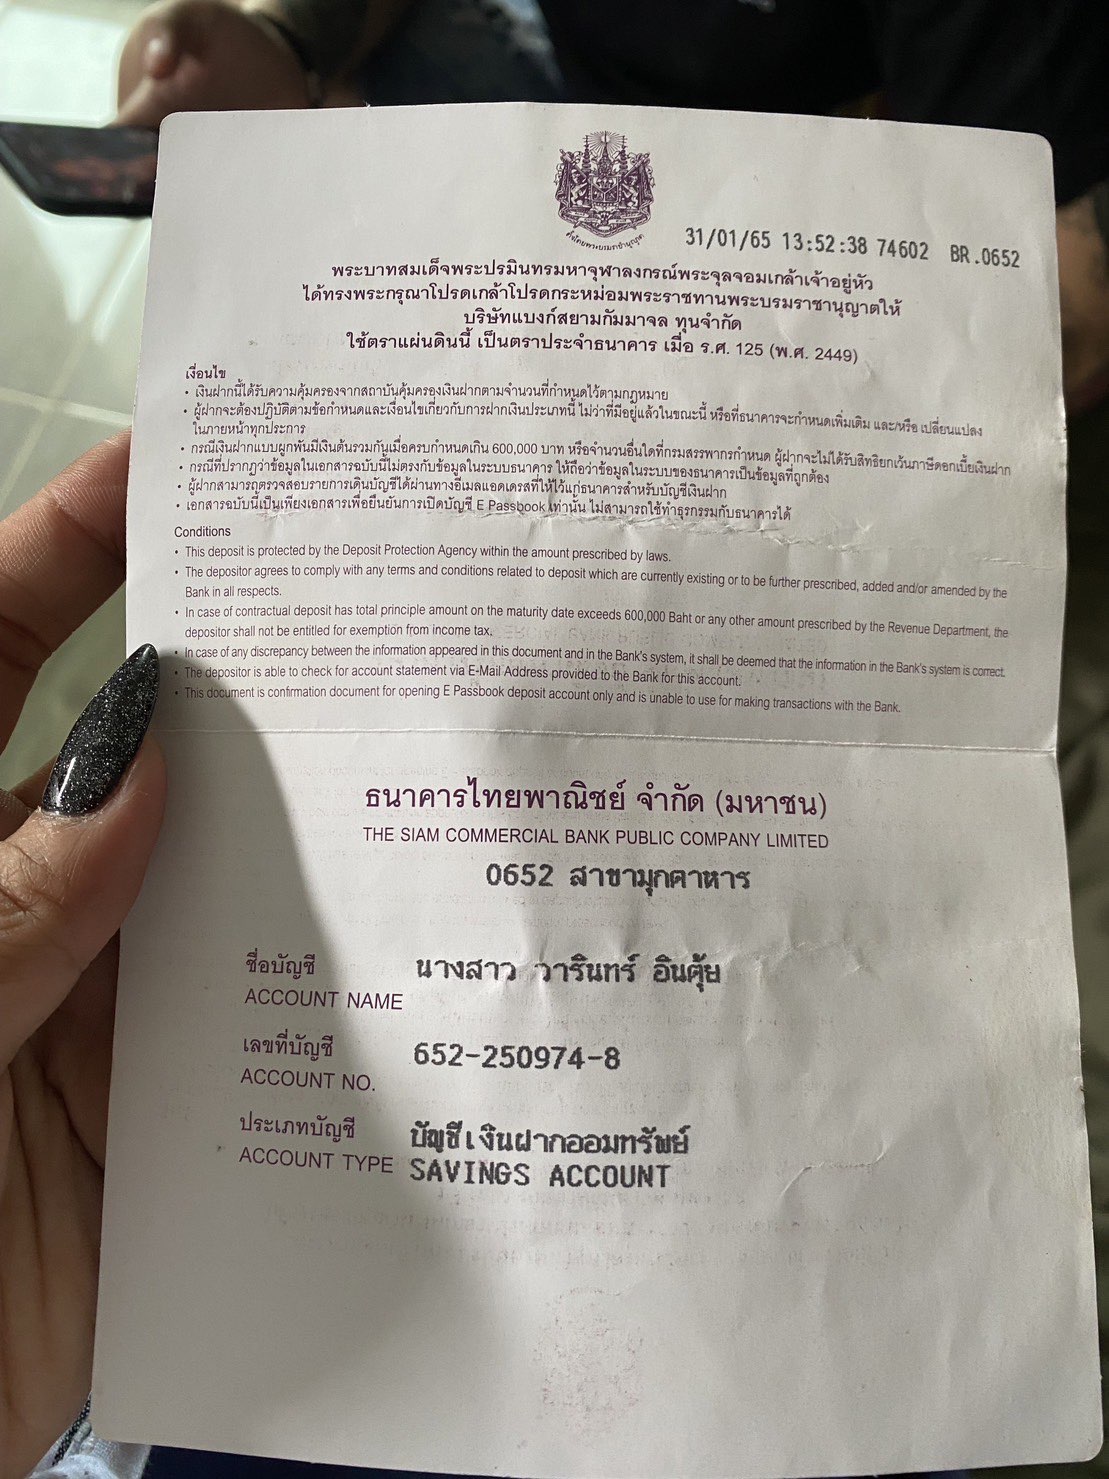 ตั้งโดยพระบรมราชานุญาต
31/01/65 13:52:38 74602 BR.0652
พระบาทสมเด็จพระปรมินทรมหาจุฬาลงกรณ์พระจุลจอมเกล้าเจ้าอยู่หัว
ได้ทรงพระกรุณาโปรดเกล้าโปรดกระหม่อมพระราชทานพระบรมราชานุญาตให้
บริษัทแบงก์สยามกัมมาจล ทุนจำกัด
ใช้ตราแผ่นดินนี้ เป็นตราประจำธนาคาร เมื่อ ร.ศ. 125 (พ.ศ. 2449)
เงื่อนไข
• เงินฝากนี้ได้รับความคุ้มครองจากสถาบันคุ้มครองเงินฝากตามจำนวนที่กำหนดไว้ตามกฎหมาย
• ผู้ฝากจะต้องปฏิบัติตามข้อกำหนดและเงื่อนไขเกี่ยวกับการฝากเงินประเภทนี้ ไม่ว่าที่มีอยู่แล้วในขณะนี้ หรือที่ธนาคารจะกำหนดเพิ่มเติม และ/หรือ เปลี่ยนแปลง
ในภายหน้าทุกประการ
• กรณีเงินฝากแบบผูกพันมีเงินต้นรวมกันเมื่อครบกำหนดเกิน 600,000 บาท หรือจำนวนอื่นใดที่กรมสรรพากรกำหนด ผู้ฝากจะไม่ได้รับสิทธิยกเว้นภาษีดอกเบี้ยเงินฝาก
• กรณีที่ปรากฏว่าข้อมูลในเอกสารฉบับนี้ไม่ตรงกับข้อมูลในระบบธนาคาร ให้ถือว่าข้อมูลในระบบของธนาคารเป็นข้อมูลที่ถูกต้อง
• ผู้ฝากสามารถตรวจสอบรายการเดินบัญชีได้ผ่านทางอีเมลแอดเดรสที่ให้ไว้แก่ธนาคารสำหรับบัญชีเงินฝาก
• เอกสารฉบับนี้เป็นเพียงเอกสารเพื่อยืนยันการเปิดบัญชี E Passbook เท่านั้น ไม่สามารถใช้ทำธุรกรรมกับธนาคารได้
Conditions
• This deposit is protected by the Deposit Protection Agency within the amount prescribed by laws.
• The depositor agrees to comply with any terms and conditions related to deposit which are currently existing or to be further prescribed, added and/or amended by the
Bank in all respects.
• In case of contractual deposit has total principle amount on the maturity date exceeds 600,000 Baht or any other amount prescribed by the Revenue Department, the
depositor shall not be entitled for exemption from income tax.
• In case of any discrepancy between the information appeared in this document and in the Bank's system, it shall be deemed that the information in the Bank's system is correct.
• The depositor is able to check for account statement via E-Mail Address provided to the Bank for this account.
• This document is confirmation document for opening E Passbook deposit account only and is unable to use for making transactions with the Bank.
ธนาคารไทยพาณิชย์ จำกัด (มหาชน)
THE SIAM COMMERCIAL BANK PUBLIC COMPANY LIMITED
0652 สาขามุกดาหาร
ชื่อบัญชี นางสาว วารินทร์ อินตุ้ย
ACCOUNT NAME
เลขที่บัญชี 652-250974-8
ACCOUNT NO.
ประเภทบัญชี บัญชีเงินฝากออมทรัพย์
ACCOUNT TYPE SAVINGS ACCOUNT